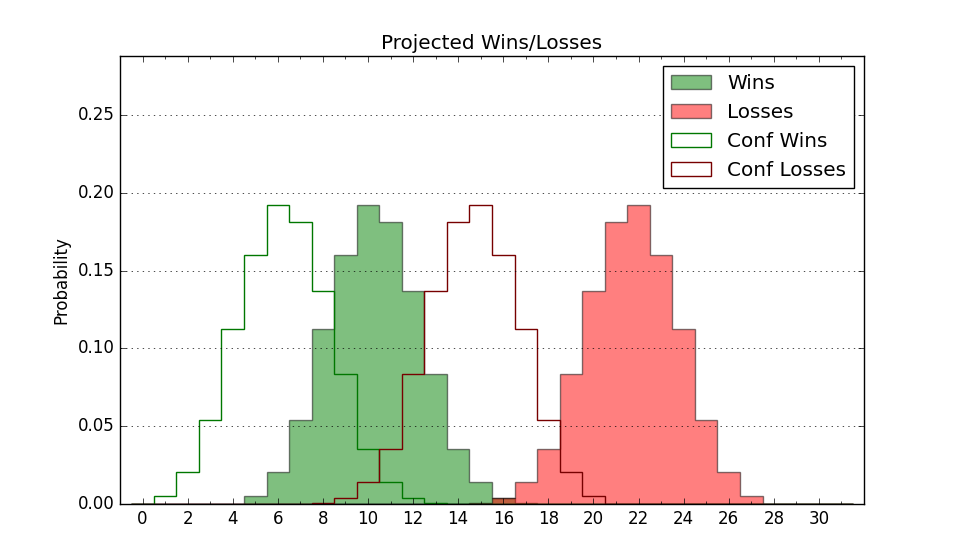 Projected Wins/Losses
Wins
Losses
Conf Wins
Conf Losses
Probability
0.25
0.20
0.15
0.10
0.05
0.00
0 2 4 6 8 10 12 14 16 18 20 22 24 26 28 30